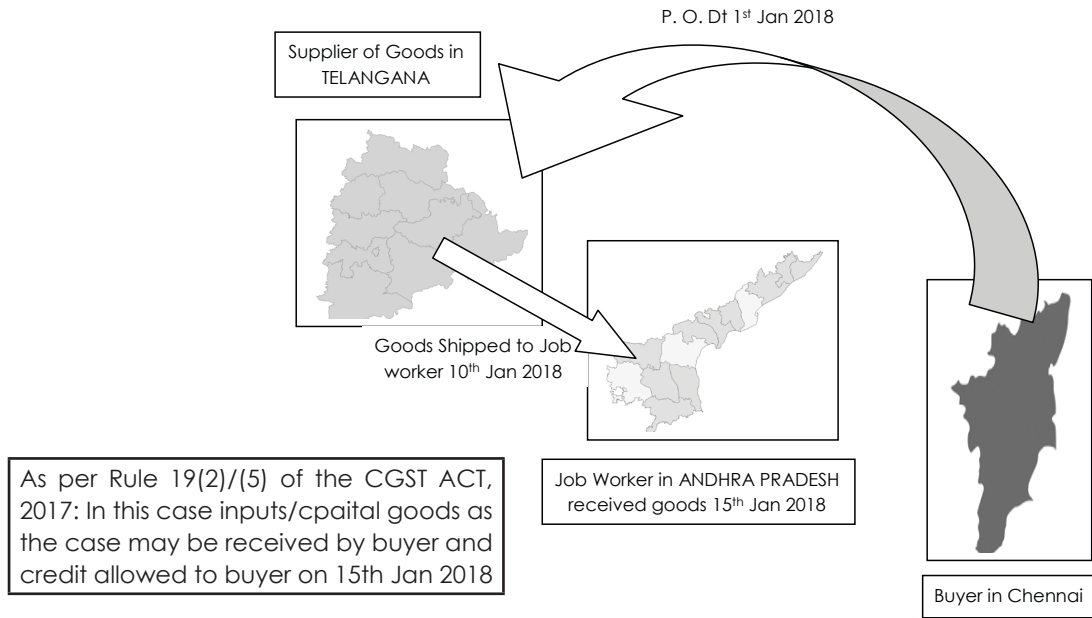 P. O. Dt 1st Jan 2018
Supplier of Goods in
TELANGANA
Goods Shipped to Job
worker 10th Jan 2018
As per Rule 19(2)/(5) of the CGST ACT,
2017: In this case inputs/cpaital goods as
the case may be received by buyer and
credit allowed to buyer on 15th Jan 2018
Job Worker in ANDHRA PRADESH
received goods 15th Jan 2018
Buyer in Chennai